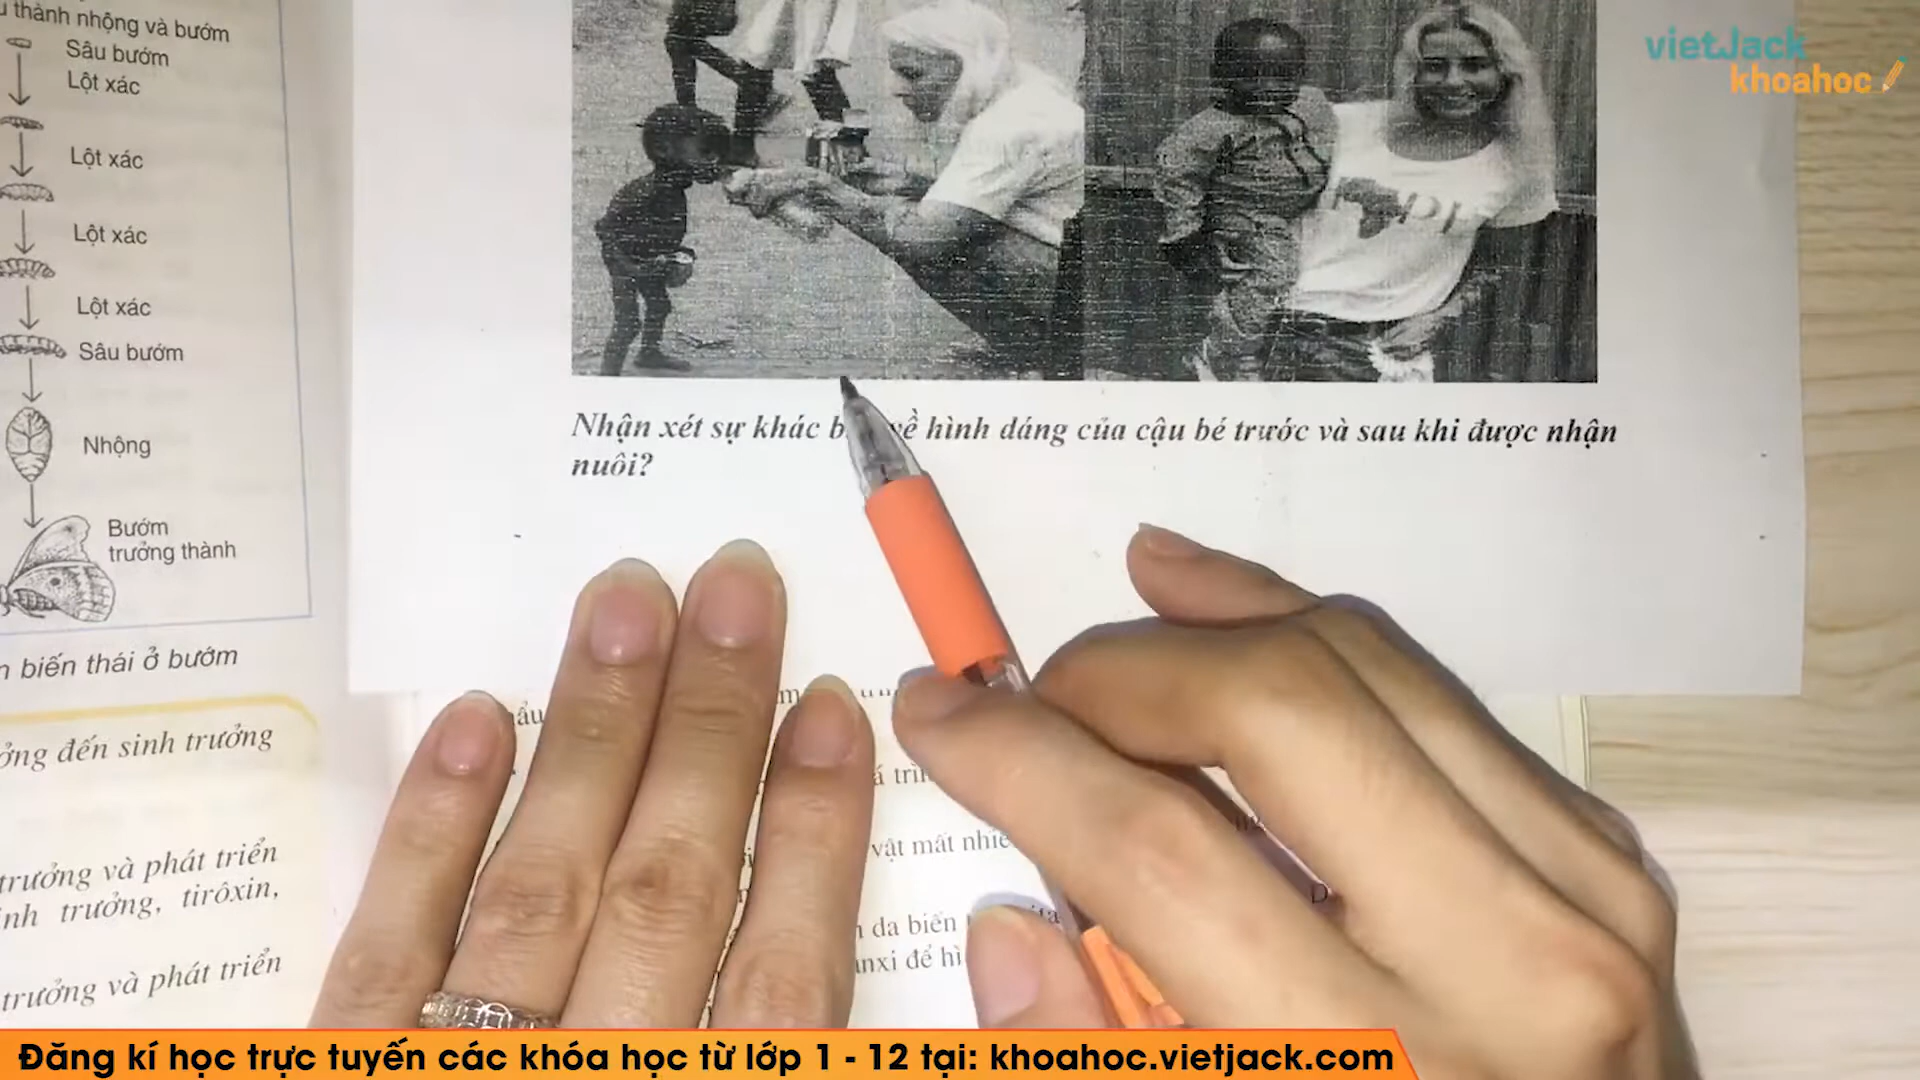 thành nhộng và bướm
Sâu bướm
Lột xác
Lột xác
Lột xác
Lột xác
Sâu bướm
Nhộng
Bướm
trưởng thành
biến thái ở bướm
ởng đến sinh trưởng
trưởng và phát triển
inh trưởng, tirôxin,
trưởng và phát triển
vietJack
khoahoc
Nhận xét sự khác về hình dáng của cậu bé trước và sau khi được nhận
nuôi?
vật mất
da biến
để
Đăng kí học trực tuyến các khóa học từ lớp 1 - 12 tại: khoahoc.vietjack.com